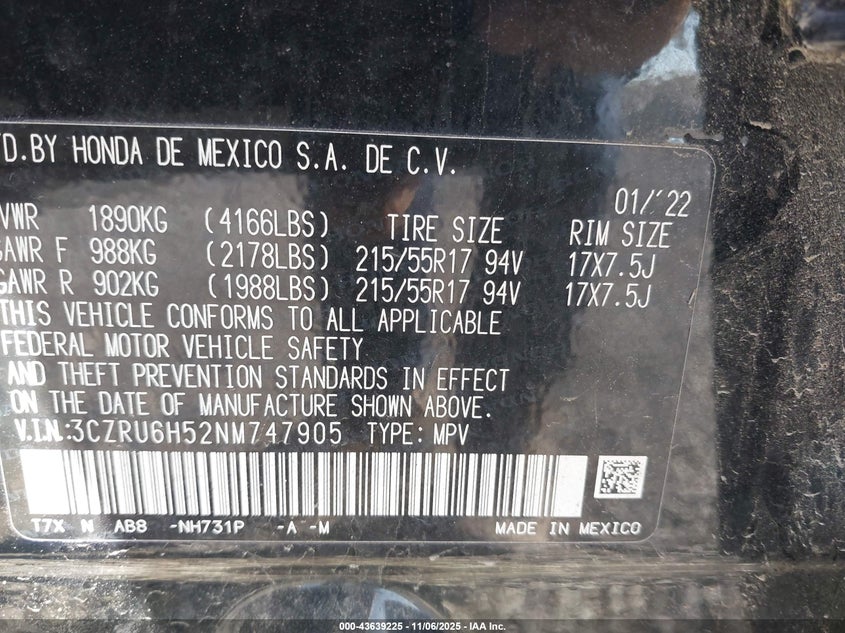 D.BY HONDA DE MEXICO S.A. DE C.V.
01/'22
VWR 1890KG (4166LBS) TIRE SIZE RIM SIZE
GAWR F 988KG (2178LBS) 215/55R17 94V 17X7.5J
GAWR R 902KG (1988LBS) 215/55R17 94V 17X7.5J
THIS VEHICLE CONFORMS TO ALL APPLICABLE
FEDERAL MOTOR VEHICLE SAFETY
AND THEFT PREVENTION STANDARDS IN EFFECT
ON THE DATE OF MANUFACTURE SHOWN ABOVE.
V.I.N.:3CZRU6H52NM747905 TYPE: MPV
T7X N AB8 -NH731P -A -M MADE IN MEXICO
000-43639225 - 11/06/2025 - IAA Inc.